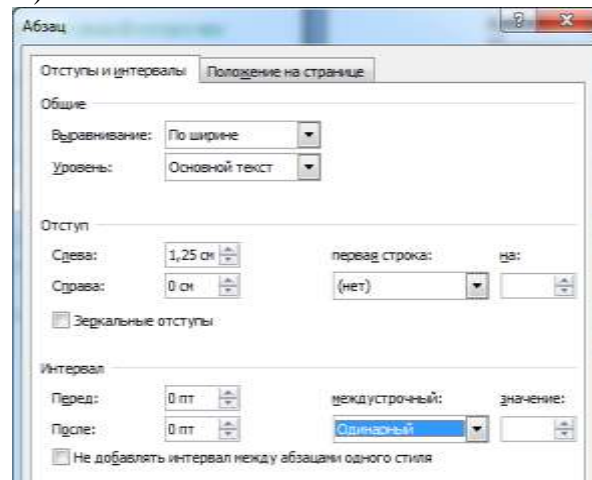 Абзац
Отступы и интервалы Положение на странице
Общие
Выравнивание: По ширине
Уровень: Основной текст
Отступ
Слева: 1,25 см первая строка: на:
Справа: 0 см (нет)
Зеркальные отступы
Интервал
Перед: 0 пт междустрочный: значение:
После: 0 пт Одинарный
Не добавлять интервал между абзацами одного стиля